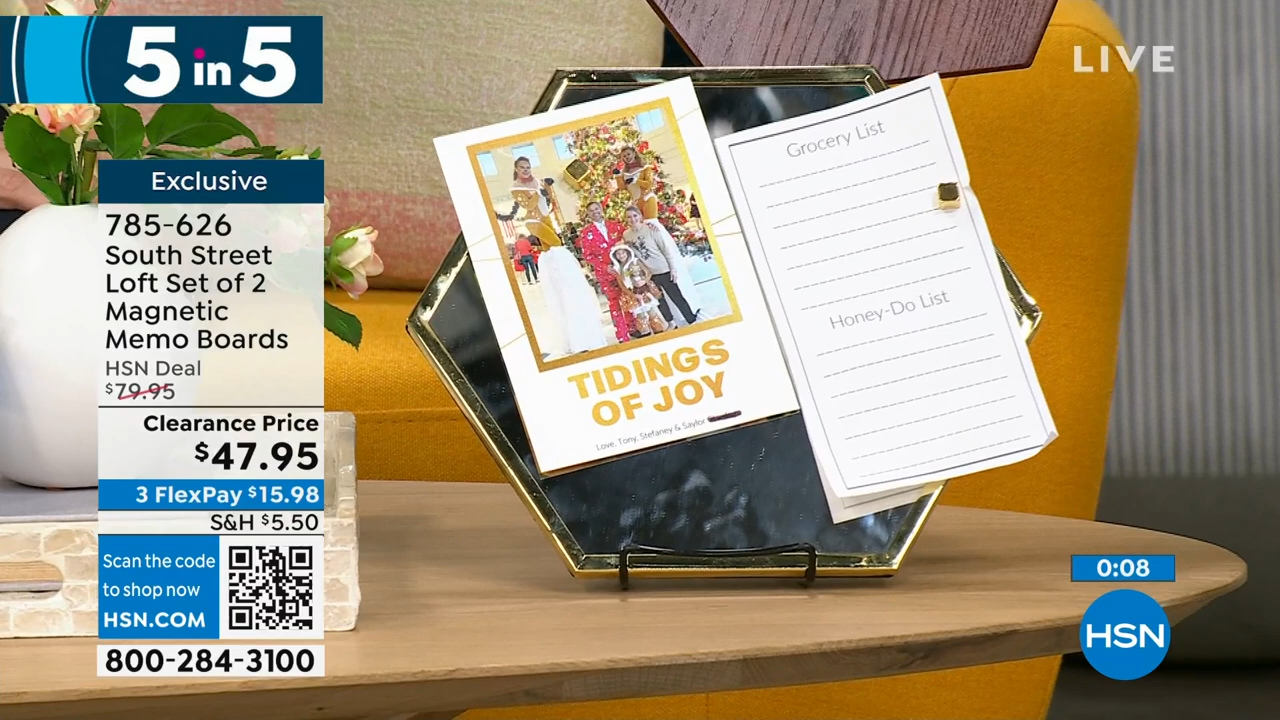 5 in 5
LIVE
Exclusive
785-626
South Street
Loft Set of 2
Magnetic
Memo Boards
HSN Deal
$79.95
Clearance Price
$47.95
3 FlexPay $15.98
S&H $5.50
Scan the code
to shop now
HSN.COM
800-284-3100
TIDINGS
OF JOY
Love, Tony, Stefaney & Saylor
Grocery List
Honey-Do List
0:08
HSN